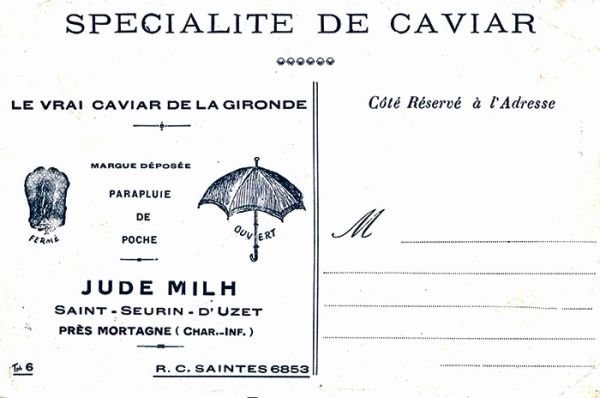 SPECIALITE DE CAVIAR
LE VRAI CAVIAR DE LA GIRONDE
MARQUE DÉPOSÉE
PARAPLUIE
DE
POCHE
FERMÉ
OUVERT
JUDE MILH
SAINT - SEURIN - D'UZET
PRÈS MORTAGNE ( CHAR.-INF. )
6
R. C. SAINTES 6853
Côté Réservé à l'Adresse
M